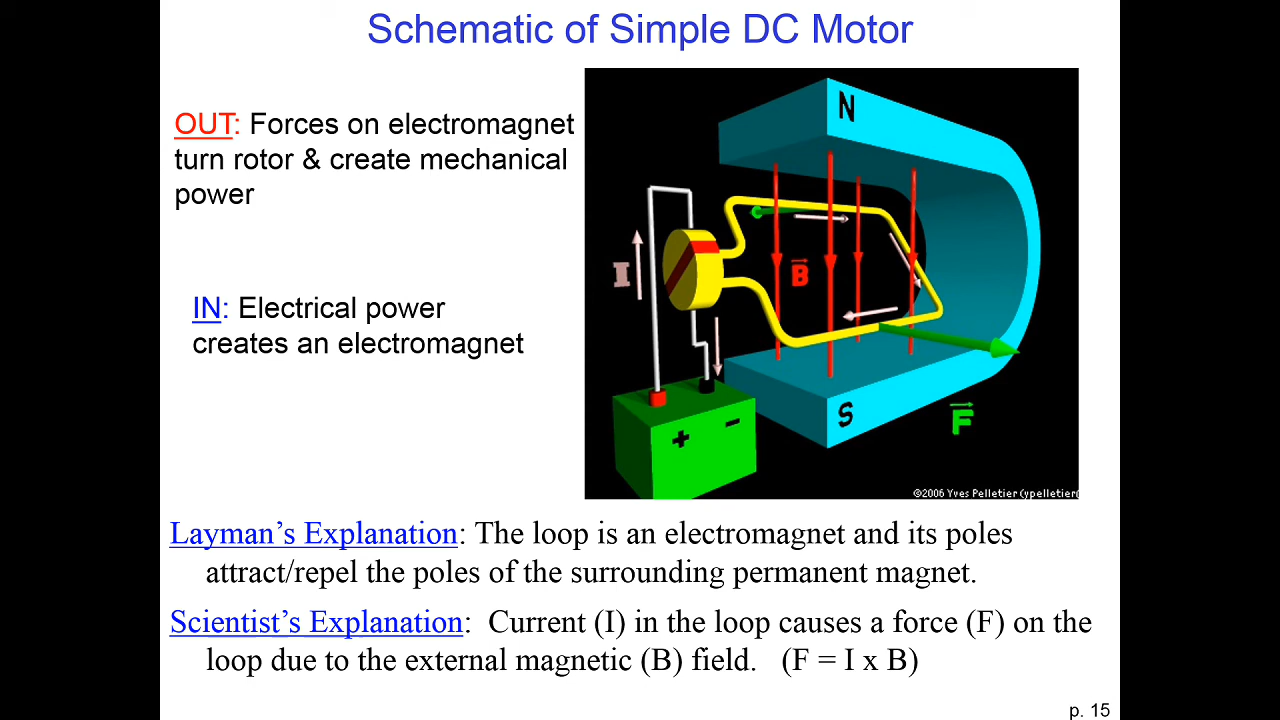 Schematic of Simple DC Motor
OUT: Forces on electromagnet
turn rotor & create mechanical
power
IN: Electrical power
creates an electromagnet
N
I
B
S
F
+ -
©2006 Yves Pelletier (ypelletier
Layman's Explanation: The loop is an electromagnet and its poles
attract/repel the poles of the surrounding permanent magnet.
Scientist's Explanation: Current (I) in the loop causes a force (F) on the
loop due to the external magnetic (B) field. (F = I x B)
p. 15